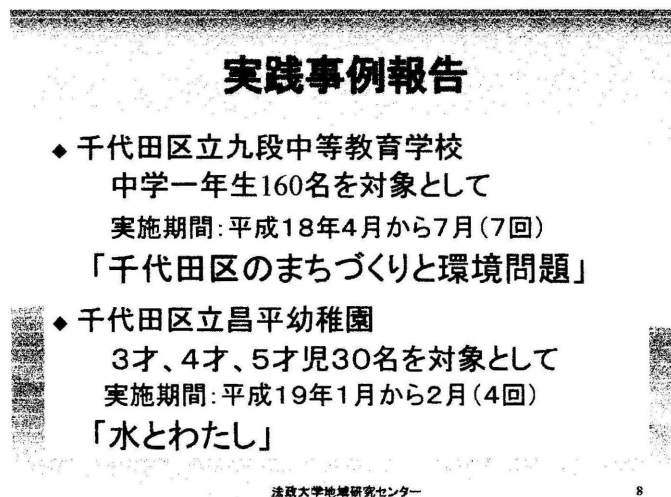 実践事例報告
◆ 千代田区立九段中等教育学校
中学一年生160名を対象として
実施期間:平成18年4月から7月(7回)
「千代田区のまちづくりと環境問題」
◆ 千代田区立昌平幼稚園
3才、4才、5才児30名を対象として
実施期間:平成19年1月から2月(4回)
「水とわたし」
法政大学地域研究センター
8